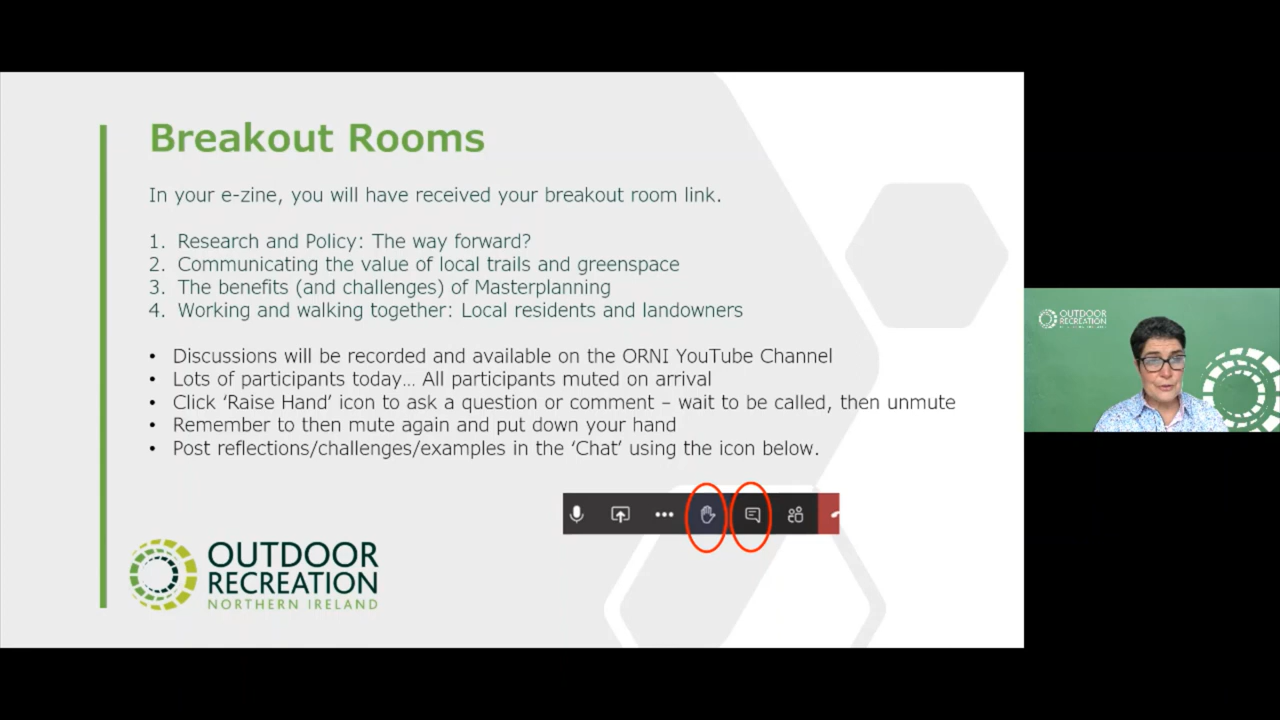 Breakout Rooms
In your e-zine, you will have received your breakout room link.
1. Research and Policy: The way forward?
2. Communicating the value of local trails and greenspace
3. The benefits (and challenges) of Masterplanning
4. Working and walking together: Local residents and landowners
• Discussions will be recorded and available on the ORNI YouTube Channel
• Lots of participants today... All participants muted on arrival
• Click ‘Raise Hand’ icon to ask a question or comment – wait to be called, then unmute
• Remember to then mute again and put down your hand
• Post reflections/challenges/examples in the ‘Chat’ using the icon below.
OUTDOOR
RECREATION
NORTHERN IRELAND
OUTDOOR
RECREATION